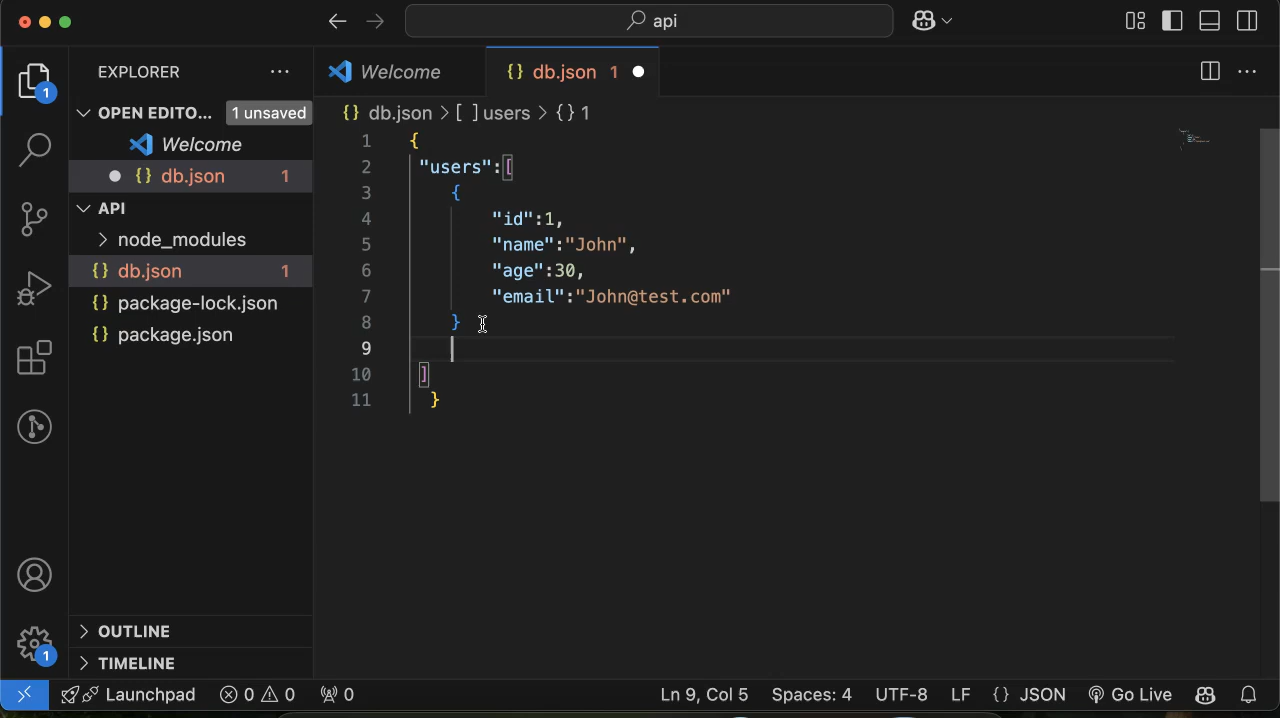 api
EXPLORER ...
OPEN EDITO... 1 unsaved
Welcome
{} db.json 1
API
node_modules
{} db.json 1
{} package-lock.json
{} package.json
OUTLINE
TIMELINE
1
1
Welcome {} db.json 1 ...
{} db.json > [ ] users > {} 1
1 {
2 "users":[
3 {
4 "id":1,
5 "name":"John",
6 "age":30,
7 "email":"John@test.com"
8 }
9
10 ]
11 }
Launchpad 0 0 0 Ln 9, Col 5 Spaces: 4 UTF-8 LF {} JSON Go Live